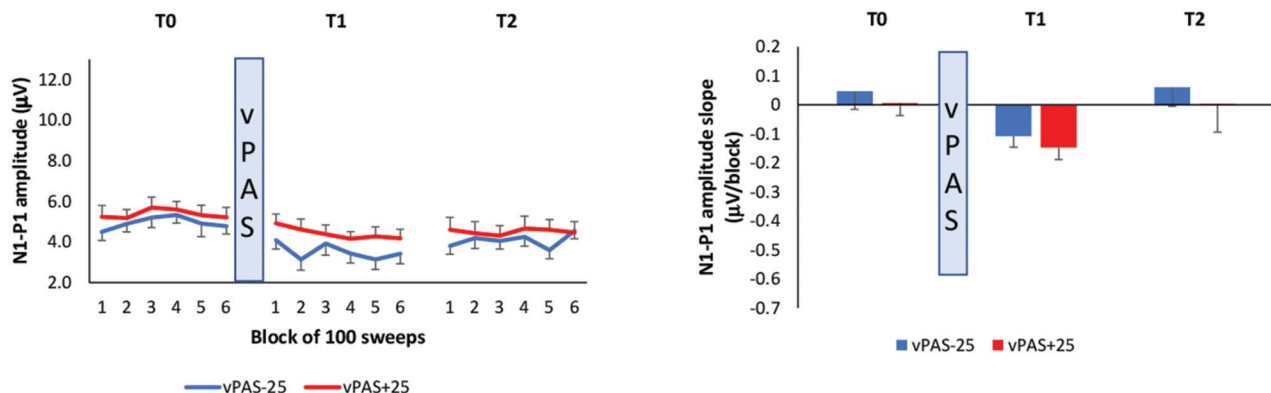 T0 T1 T2
N1-P1 amplitude (µV)
12.0
10.0
8.0
6.0
4.0
2.0
v
P
A
S
1 2 3 4 5 6 1 2 3 4 5 6 1 2 3 4 5 6
Block of 100 sweeps
vPAS-25 vPAS+25
T0 T1 T2
N1-P1 amplitude slope
(µV/block)
0.2
0.1
0
-0.1
-0.2
-0.3
-0.4
-0.5
-0.6
-0.7
v
P
A
S
vPAS-25 vPAS+25